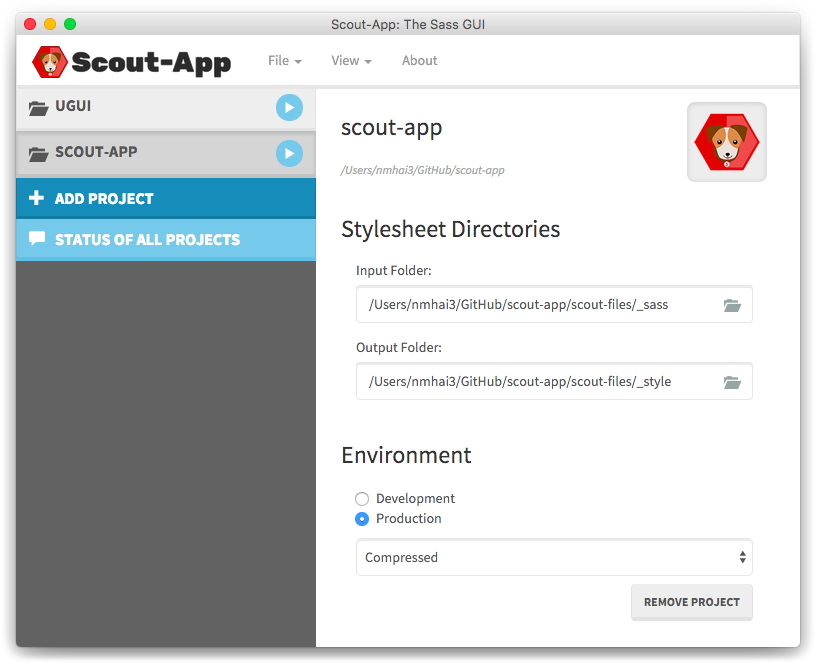 Scout-App: The Sass GUI
Scout-App File View About
UGUI
SCOUT-APP
ADD PROJECT
STATUS OF ALL PROJECTS
scout-app
/Users/nmhai3/GitHub/scout-app
Stylesheet Directories
Input Folder:
/Users/nmhai3/GitHub/scout-app/scout-files/_sass
Output Folder:
/Users/nmhai3/GitHub/scout-app/scout-files/_style
Environment
Development
Production
Compressed
REMOVE PROJECT